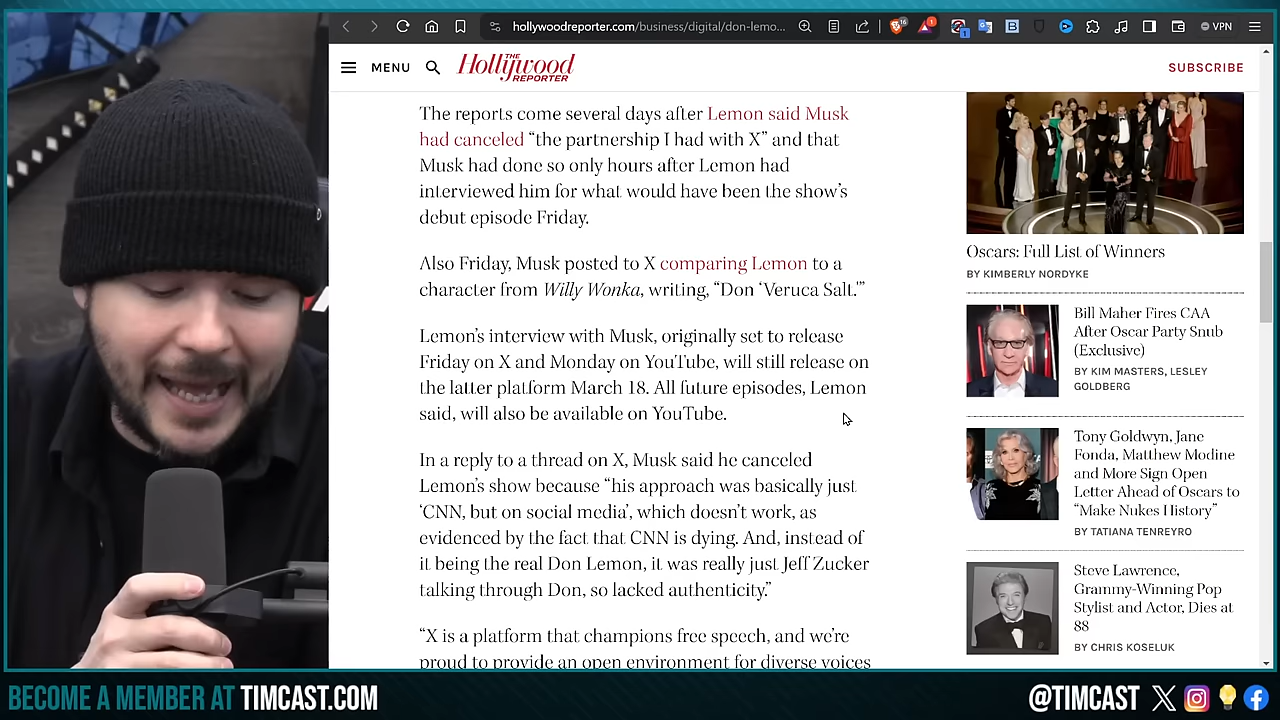 hollywoodreporter.com/business/digital/don-lemo...
VPN
MENU
THE
Hollywood
REPORTER
SUBSCRIBE
The reports come several days after Lemon said Musk
had canceled “the partnership I had with X” and that
Musk had done so only hours after Lemon had
interviewed him for what would have been the show’s
debut episode Friday.
Also Friday, Musk posted to X comparing Lemon to a
character from Willy Wonka, writing, “Don ‘Veruca Salt.'”
Lemon’s interview with Musk, originally set to release
Friday on X and Monday on YouTube, will still release on
the latter platform March 18. All future episodes, Lemon
said, will also be available on YouTube.
In a reply to a thread on X, Musk said he canceled
Lemon’s show because “his approach was basically just
‘CNN, but on social media’, which doesn’t work, as
evidenced by the fact that CNN is dying. And, instead of
it being the real Don Lemon, it was really just Jeff Zucker
talking through Don, so lacked authenticity.”
“X is a platform that champions free speech, and we’re
proud to provide an open environment for diverse voices
Oscars: Full List of Winners
BY KIMBERLY NORDYKE
Bill Maher Fires CAA
After Oscar Party Snub
(Exclusive)
BY KIM MASTERS, LESLEY
GOLDBERG
Tony Goldwyn, Jane
Fonda, Matthew Modine
and More Sign Open
Letter Ahead of Oscars to
“Make Nukes History”
BY TATIANA TENREYRO
Steve Lawrence,
Grammy-Winning Pop
Stylist and Actor, Dies at
88
BY CHRIS KOSELUK
BECOME A MEMBER AT TIMCAST.COM
@TIMCAST